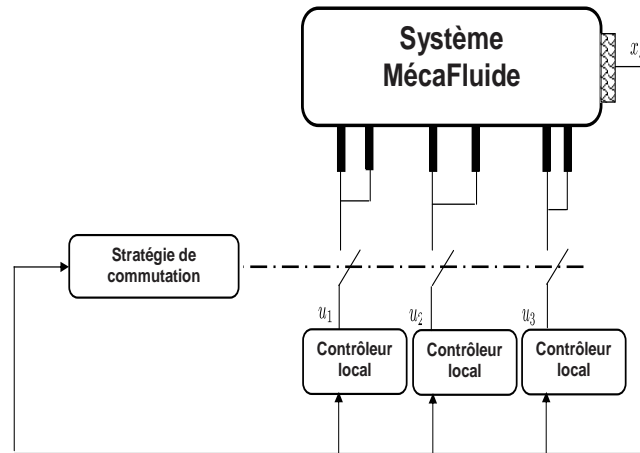 Système
MécaFluide
Stratégie de
commutation
u1
u2
u3
Contrôleur
local
Contrôleur
local
Contrôleur
local